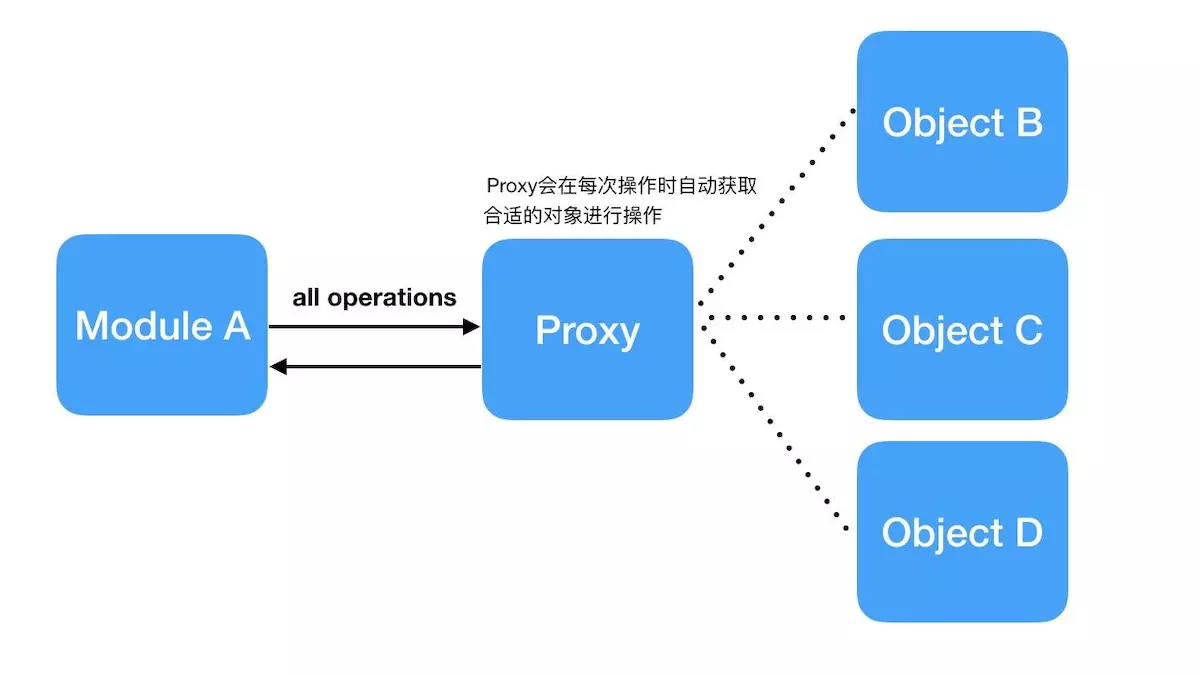 Module A
all operations
Proxy会在每次操作时自动获取
合适的对象进行操作
Proxy
Object B
Object C
Object D